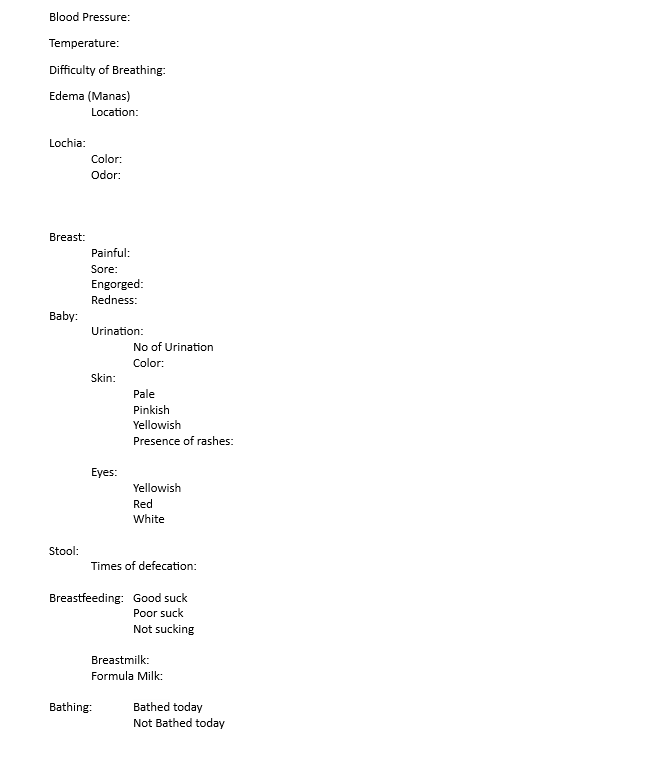 Blood Pressure:
Temperature:
Difficulty of Breathing:
Edema (Manas)
Location:
Lochia:
Color:
Odor:
Breast:
Painful:
Sore:
Engorged:
Redness:
Baby:
Urination:
No of Urination
Color:
Skin:
Pale
Pinkish
Yellowish
Presence of rashes:
Eyes:
Yellowish
Red
White
Stool:
Times of defecation:
Breastfeeding: Good suck
Poor suck
Not sucking
Breastmilk:
Formula Milk:
Bathing: Bathed today
Not Bathed today